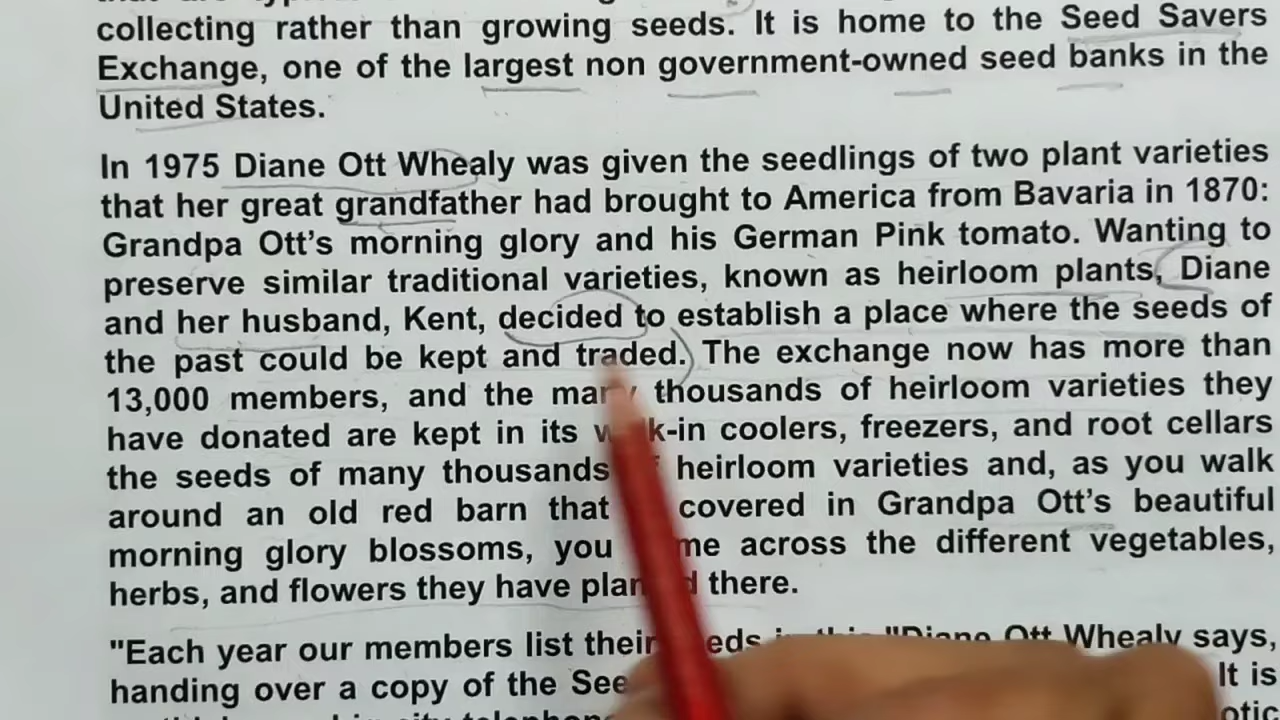 collecting rather than growing seeds. It is home to the Seed Savers
Exchange, one of the largest non government-owned seed banks in the
United States.
In 1975 Diane Ott Whealy was given the seedlings of two plant varieties
that her great grandfather had brought to America from Bavaria in 1870:
Grandpa Ott's morning glory and his German Pink tomato. Wanting to
preserve similar traditional varieties, known as heirloom plants, Diane
and her husband, Kent, decided to establish a place where the seeds of
the past could be kept and traded. The exchange now has more than
13,000 members, and the many thousands of heirloom varieties they
have donated are kept in its walk-in coolers, freezers, and root cellars
the seeds of many thousands heirloom varieties and, as you walk
around an old red barn that covered in Grandpa Ott's beautiful
morning glory blossoms, you across the different vegetables,
herbs, and flowers they have planted there.
"Each year our members list their "Diane Ott Whealy says,
handing over a copy of the It is